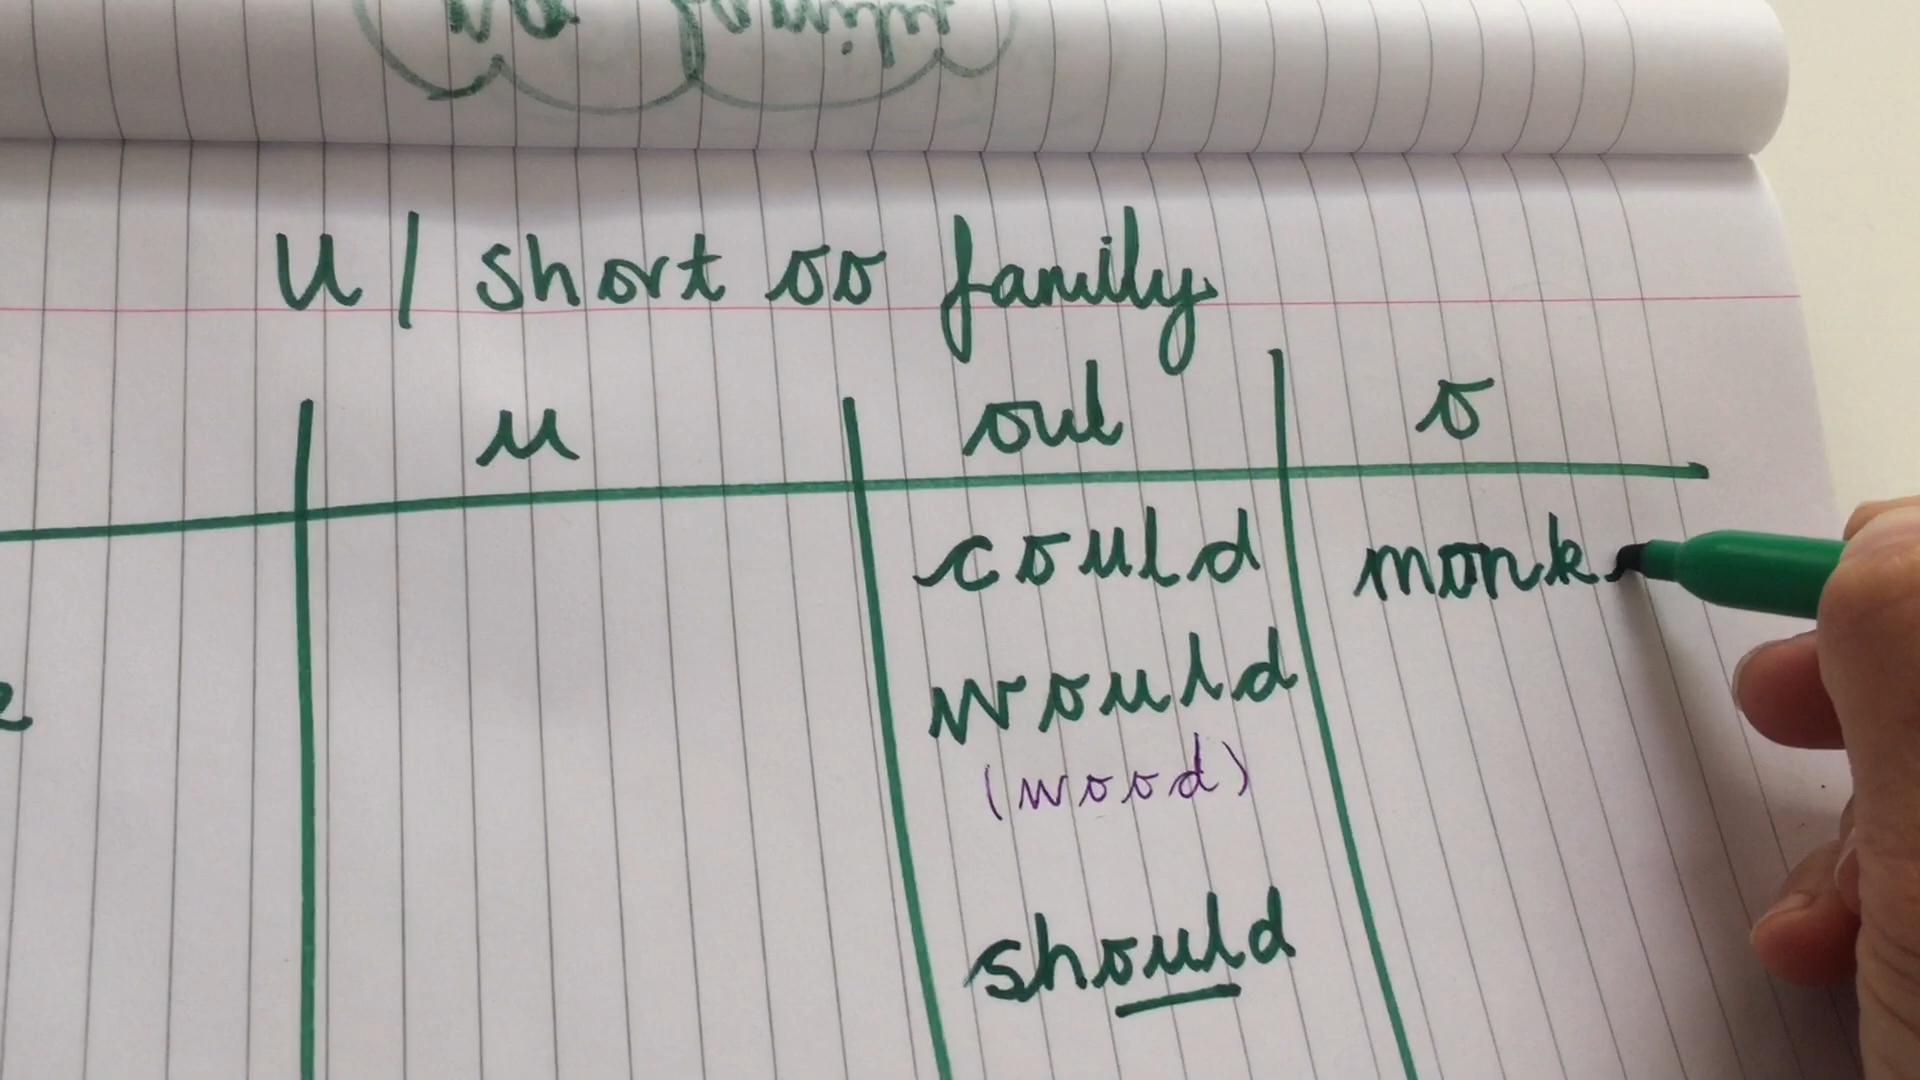 u / short oo family
u oul o
could monk
would
(wood)
should